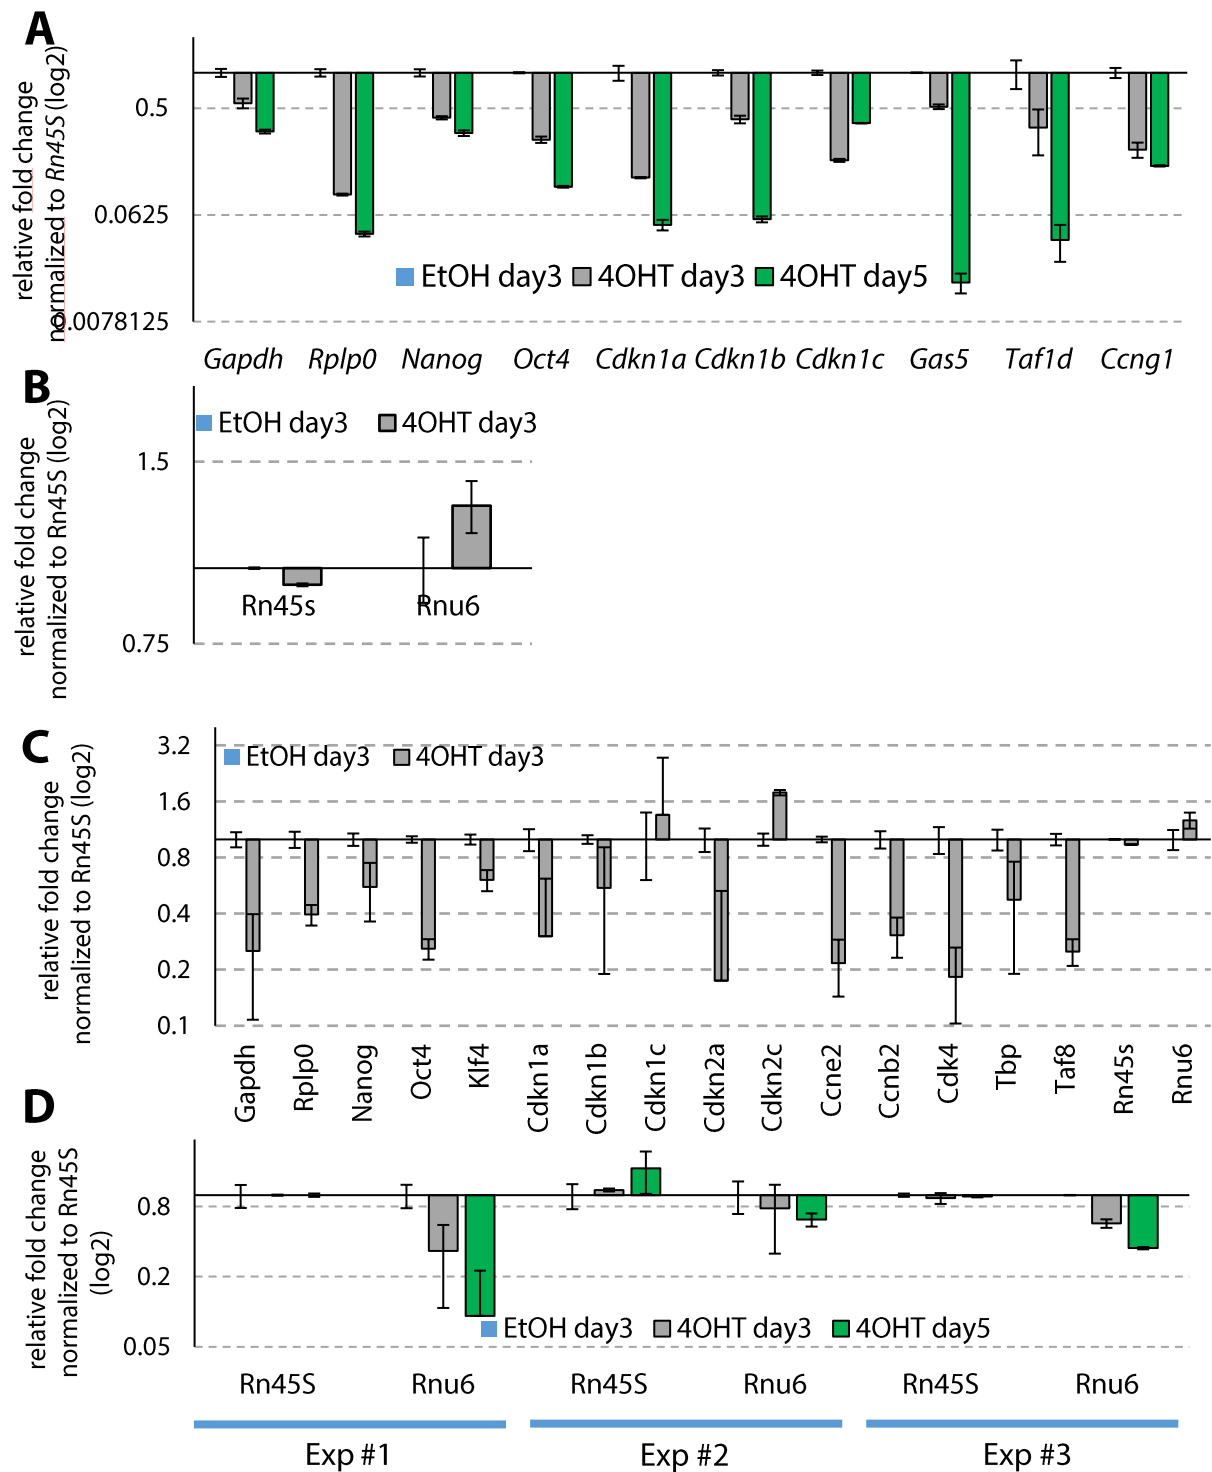 A
relative fold change
normalized to Rn45S (log2)
0.5
0.0625
0.0078125
EtOH day3 4OHT day3 4OHT day5
Gapdh Rplp0 Nanog Oct4 Cdkn1a Cdkn1b Cdkn1c Gas5 Taf1d Ccng1
B
relative fold change
normalized to Rn45S (log2)
EtOH day3 4OHT day3
1.5
0.75
Rn45s Rnu6
C
relative fold change
normalized to Rn45S (log2)
3.2
1.6
0.8
0.4
0.2
0.1
EtOH day3 4OHT day3
Gapdh Rplp0 Nanog Oct4 Klf4 Cdkn1a Cdkn1b Cdkn1c Cdkn2a Cdkn2c Ccne2 Ccnb2 Cdk4 Tbp Taf8 Rn45s Rnu6
D
relative fold change
normalized to Rn45S
(log2)
0.8
0.2
0.05
EtOH day3 4OHT day3 4OHT day5
Rn45S Rnu6 Rn45S Rnu6 Rn45S Rnu6
Exp #1 Exp #2 Exp #3